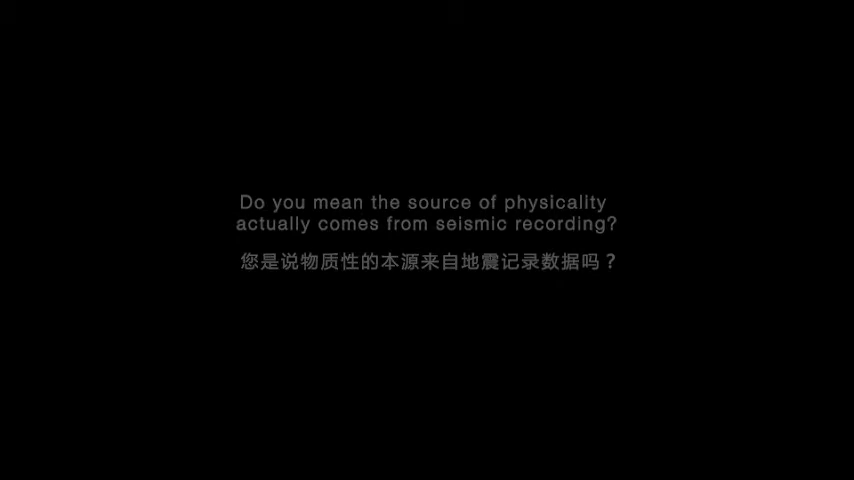 Do you mean the source of physicality
actually comes from seismic recording?
您是说物质性的本源来自地震记录数据吗？